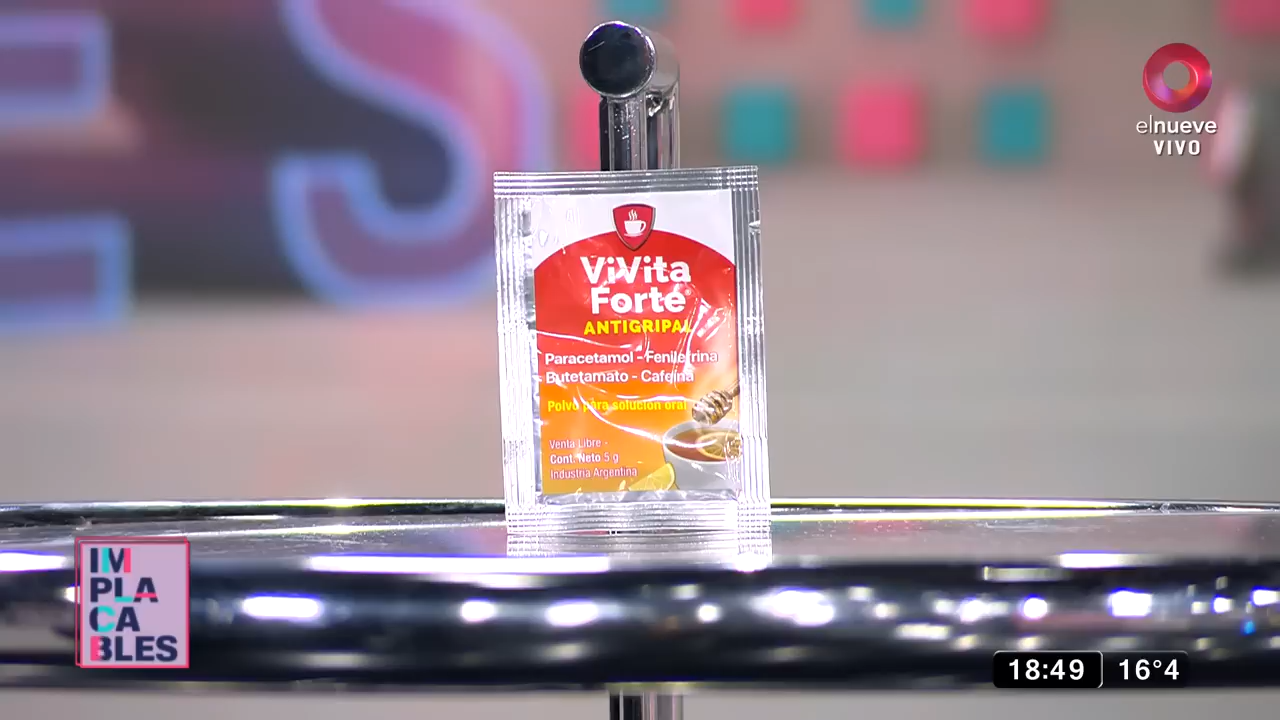 elnueve
VIVO
ViVita
Forte
ANTIGRIPAL
Paracetamol - Fenilefrina
Butetamato - Cafeína
Polvo para solución oral
Venta Libre -
Cont. Neto 5 g
Industria Argentina
IM
PLA
CA
BLES
18:49 16°4